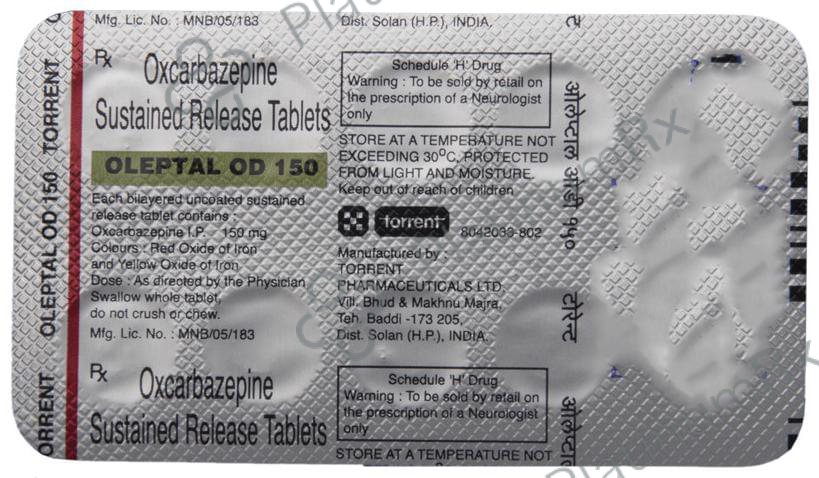 Mfg. Lic. No. : MNB/05/183
Rx
Oxcarbazepine
Sustained Release Tablets
OLEPTAL OD 150
Each bilayered uncoated sustained
release tablet contains :
Oxcarbazepine I.P. 150 mg
Colours : Red Oxide of Iron
and Yellow Oxide of Iron
Dose : As directed by the Physician
Swallow whole tablet,
do not crush or chew.
Mfg. Lic. No. : MNB/05/183
Rx
Oxcarbazepine
Sustained Release Tablets
Dist. Solan (H.P.), INDIA.
Schedule 'H' Drug
Warning : To be sold by retail on
the prescription of a Neurologist
only
STORE AT A TEMPERATURE NOT
EXCEEDING 30°C, PROTECTED
FROM LIGHT AND MOISTURE.
Keep out of reach of children
torrent
8042033-802
Manufactured by :
TORRENT
PHARMACEUTICALS LTD.
Vill. Bhud & Makhnu Majra,
Teh. Baddi -173 205,
Dist. Solan (H.P.), INDIA.
Schedule 'H' Drug
Warning : To be sold by retail on
the prescription of a Neurologist
only
STORE AT A TEMPERATURE NOT
ORRENT OLEPTAL OD 150 TORRENT
ओलेप्टाल ओडी १५० टोरेन्ट